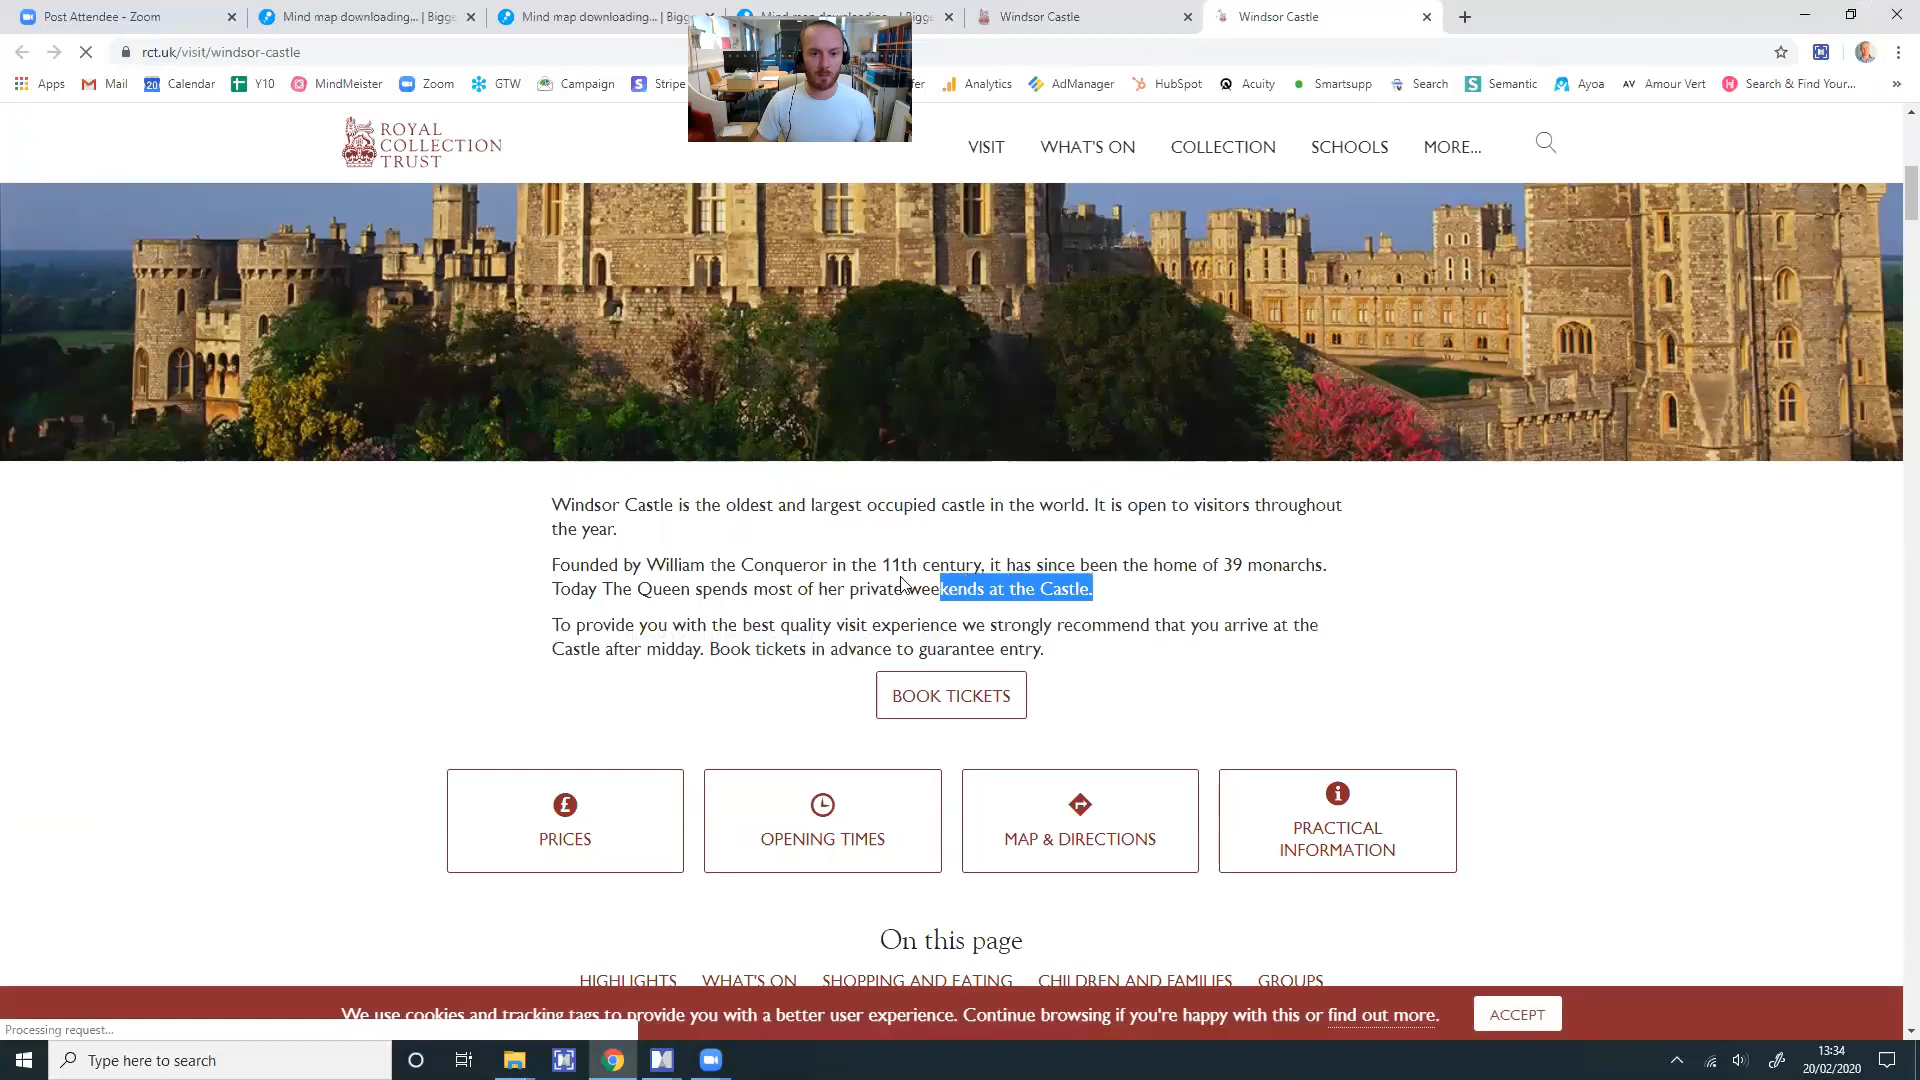 Post Attendee - Zoom
Mind map downloading... | Bigge
Mind map downloading... | Bigg
Windsor Castle
Windsor Castle
rct.uk/visit/windsor-castle
Apps
Mail
Calendar
Y10
MindMeister
Zoom
GTW
Campaign
Stripe
Analytics
AdManager
HubSpot
Acuity
Smartsupp
Search
Semantic
Ayoa
AV Amour Vert
Search & Find Your...
ROYAL
COLLECTION
TRUST
VISIT
WHAT'S ON
COLLECTION
SCHOOLS
MORE...
Windsor Castle is the oldest and largest occupied castle in the world. It is open to visitors throughout
the year.
Founded by William the Conqueror in the 11th century, it has since been the home of 39 monarchs.
Today The Queen spends most of her private weekends at the Castle.
To provide you with the best quality visit experience we strongly recommend that you arrive at the
Castle after midday. Book tickets in advance to guarantee entry.
BOOK TICKETS
PRICES
OPENING TIMES
MAP & DIRECTIONS
PRACTICAL
INFORMATION
On this page
HIGHLIGHTS
WHAT'S ON
SHOPPING AND EATING
CHILDREN AND FAMILIES
GROUPS
We use cookies and tracking tags to provide you with a better user experience. Continue browsing if you're happy with this or find out more.
ACCEPT
Processing request...
Type here to search
13:34
20/02/2020